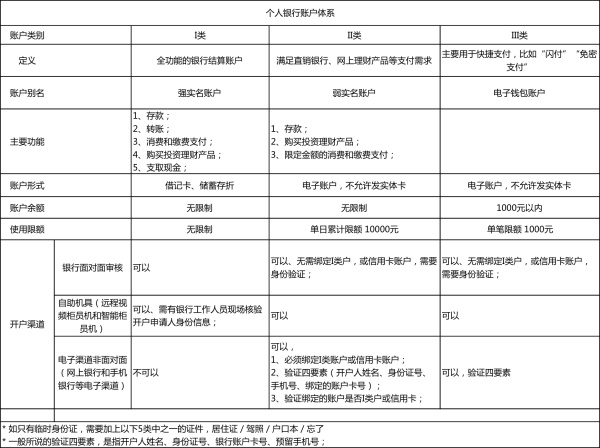 个人银行账户体系
账户类别 I类 II类 III类
定义 全功能的银行结算账户 满足直销银行、网上理财产品等支付需求 主要用于快捷支付，比如“闪付”“免密
支付”
账户别名 强实名账户 弱实名账户 电子钱包账户
主要功能
1、存款；
2、转账；
3、消费和缴费支付；
4、购买投资理财产品；
5、支取现金；
1、存款；
2、购买投资理财产品；
3、限定金额的消费和缴费支付；
账户形式 借记卡、储蓄存折 电子账户，不允许发实体卡 电子账户，不允许发实体卡
账户余额 无限制 无限制 1000元以内
使用限额 无限制 单日累计限额 10000元 单笔限额 1000元
开户渠道
银行面对面审核 可以
可以、无需绑定I类户，或信用卡账户，需要
身份验证；
可以、无需绑定I类户，或信用卡账户，
需要身份验证；
自助机具（远程视
频柜员机和智能柜
员机）
可以、需有银行工作人员现场核验
开户申请人身份信息；
可以 可以
电子渠道非面对面
（网上银行和手机
银行等电子渠道）
不可以
可以，
1、必须绑定I类账户或信用卡账户；
2、验证四要素（开户人姓名、身份证号、
手机号、绑定的账户卡号）；
3、验证绑定的账户是否I类户或信用卡；
可以，验证四要素
* 如只有临时身份证，需要加上以下5类中之一的证件，居住证 / 驾照 / 户口本 / 忘了
* 一般所说的验证四要素，是指开户人姓名、身份证号、银行账户卡号、预留手机号；